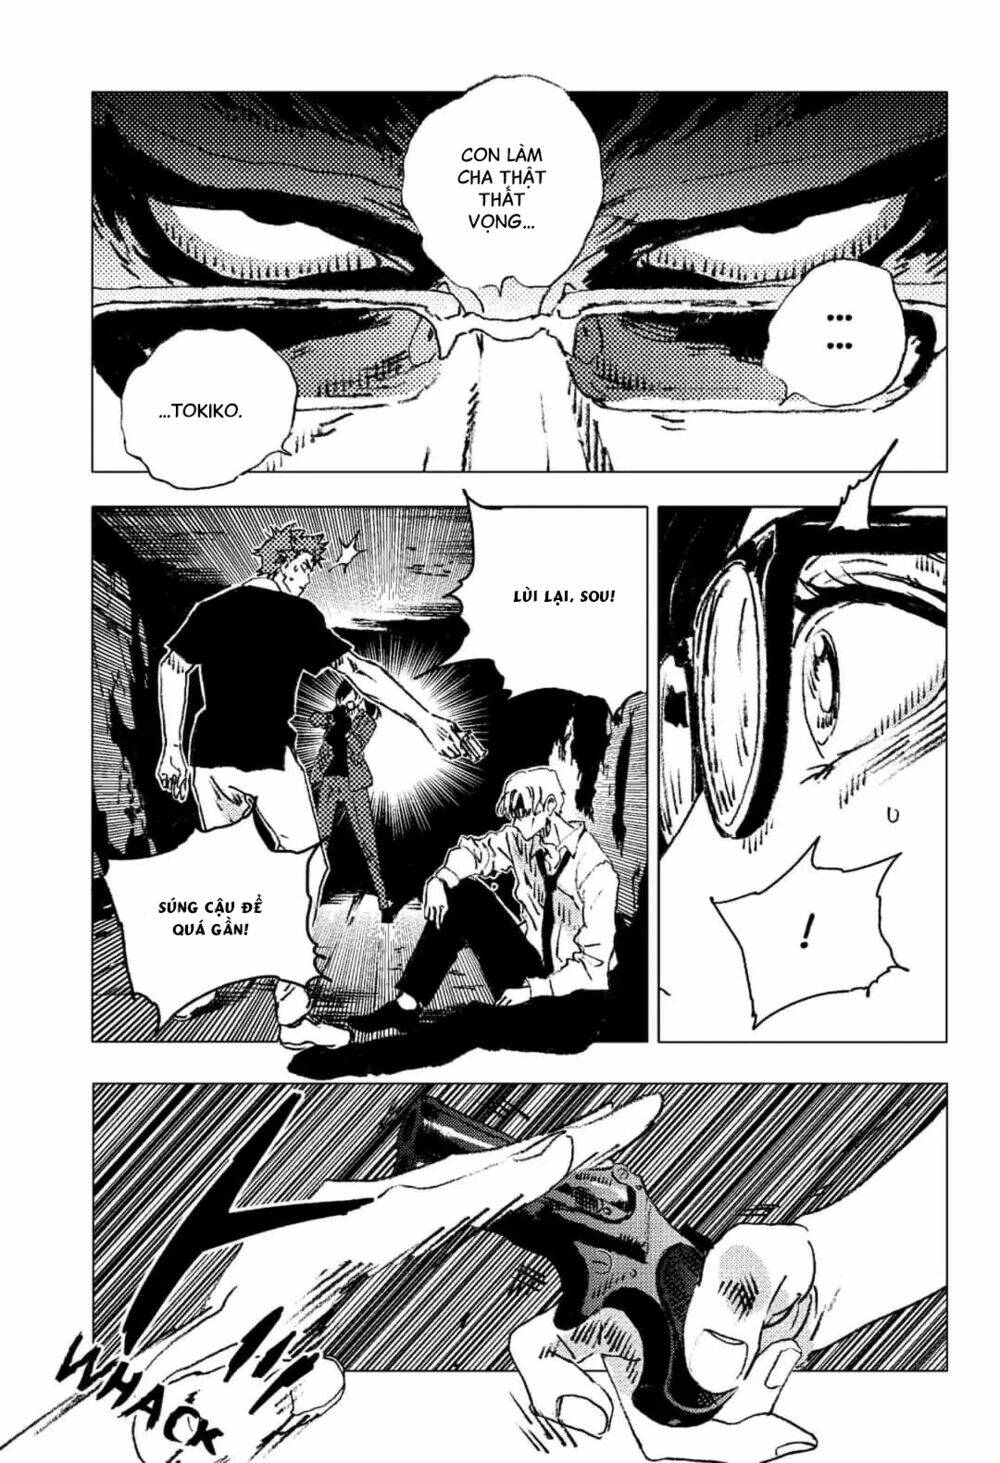 CON LÀM
CHA THẬT
THẤT
VỌNG...
...
...
...TOKIKO.
LÙI LẠI, SOU!
SÚNG CẬU ĐỂ
QUÁ GẦN!
!
WHACK